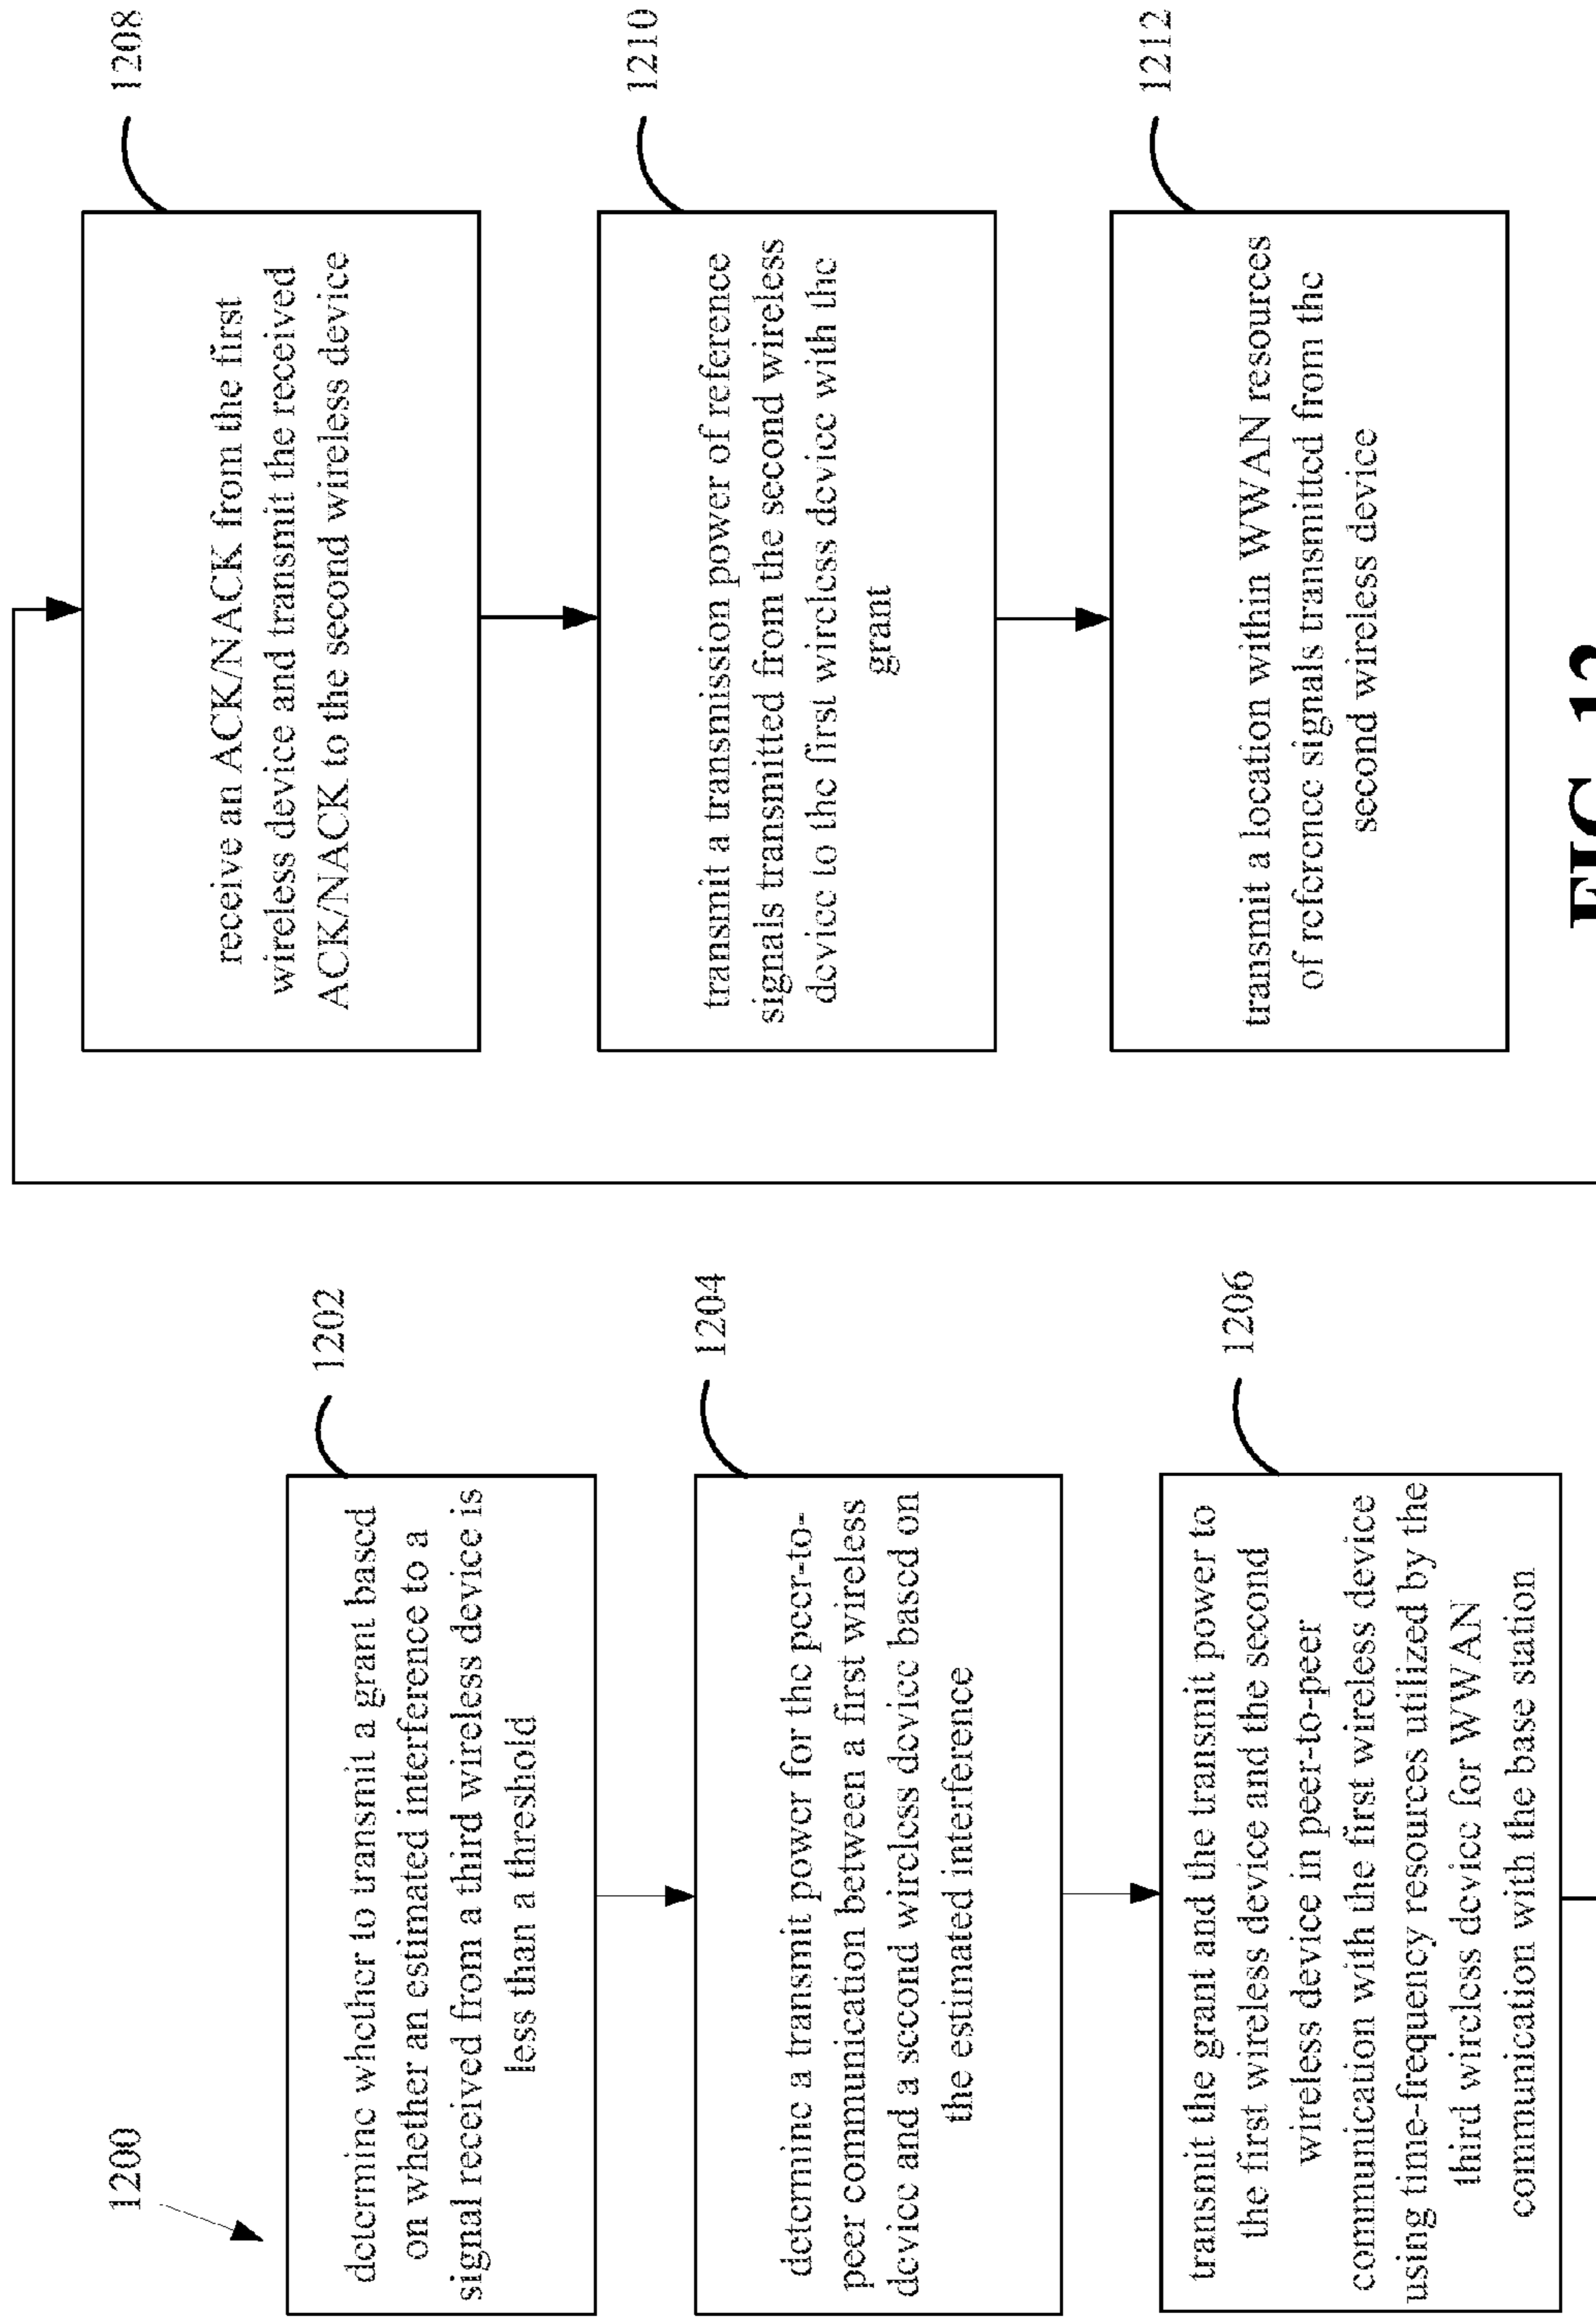 1200
1202
determine whether to transmit a grant based
on whether an estimated interference to a
signal received from a third wireless device is
less than a threshold
1204
determine a transmit power for the peer-to-
peer communication between a first wireless
device and a second wireless device based on
the estimated interference
1206
transmit the grant and the transmit power to
the first wireless device and the second
wireless device in peer-to-peer
communication with the first wireless device
using time-frequency resources utilized by the
third wireless device for WWAN
communication with the base station
1208
receive an ACK/NACK from the first
wireless device and transmit the received
ACK/NACK to the second wireless device
1210
transmit a transmission power of reference
signals transmitted from the second wireless
device to the first wireless device with the
grant
1212
transmit a location within WWAN resources
of reference signals transmitted from the
second wireless device
FIG.